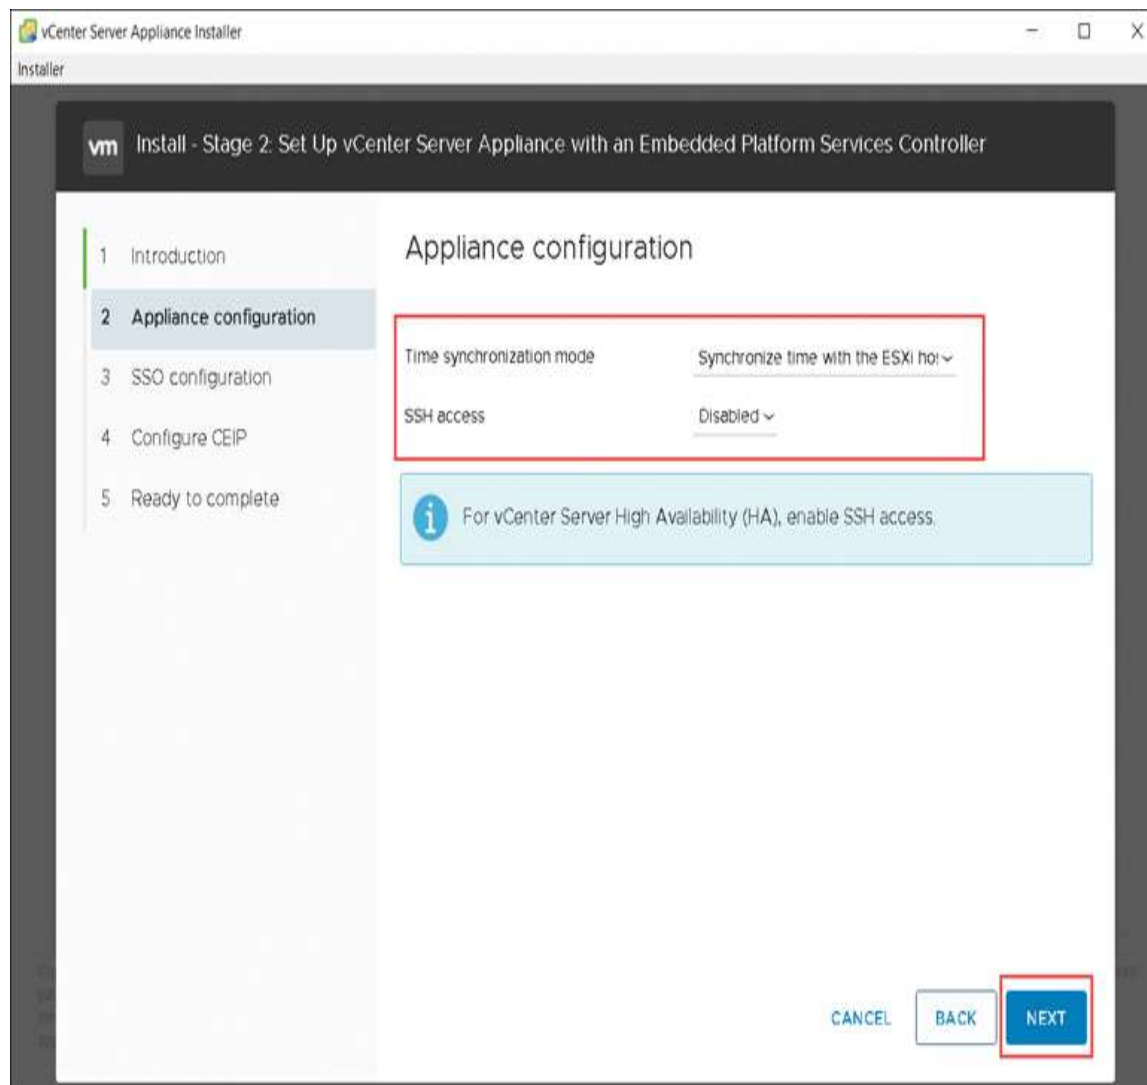 vCenter Server Appliance Installer
Installer
vm Install - Stage 2: Set Up vCenter Server Appliance with an Embedded Platform Services Controller
1 Introduction
2 Appliance configuration
3 SSO configuration
4 Configure CEIP
5 Ready to complete
Appliance configuration
Time synchronization mode Synchronize time with the ESXi hos
SSH access Disabled
For vCenter Server High Availability (HA), enable SSH access.
CANCEL BACK NEXT